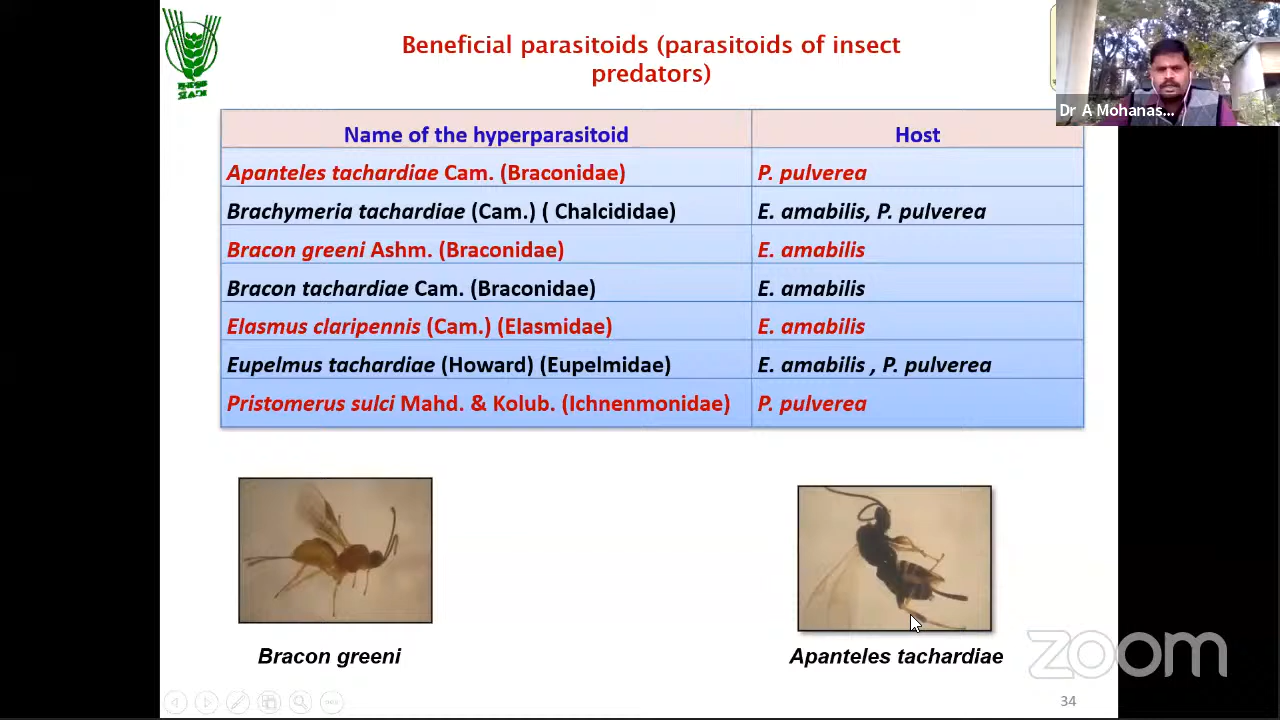 Beneficial parasitoids (parasitoids of insect
predators)
Dr A Mohanas...
Name of the hyperparasitoid Host
Apanteles tachardiae Cam. (Braconidae) P. pulverea
Brachymeria tachardiae (Cam.) ( Chalcididae) E. amabilis, P. pulverea
Bracon greeni Ashm. (Braconidae) E. amabilis
Bracon tachardiae Cam. (Braconidae) E. amabilis
Elasmus claripennis (Cam.) (Elasmidae) E. amabilis
Eupelmus tachardiae (Howard) (Eupelmidae) E. amabilis , P. pulverea
Pristomerus sulci Mahd. & Kolub. (Ichnenmonidae) P. pulverea
Bracon greeni
Apanteles tachardiae
zoom
34